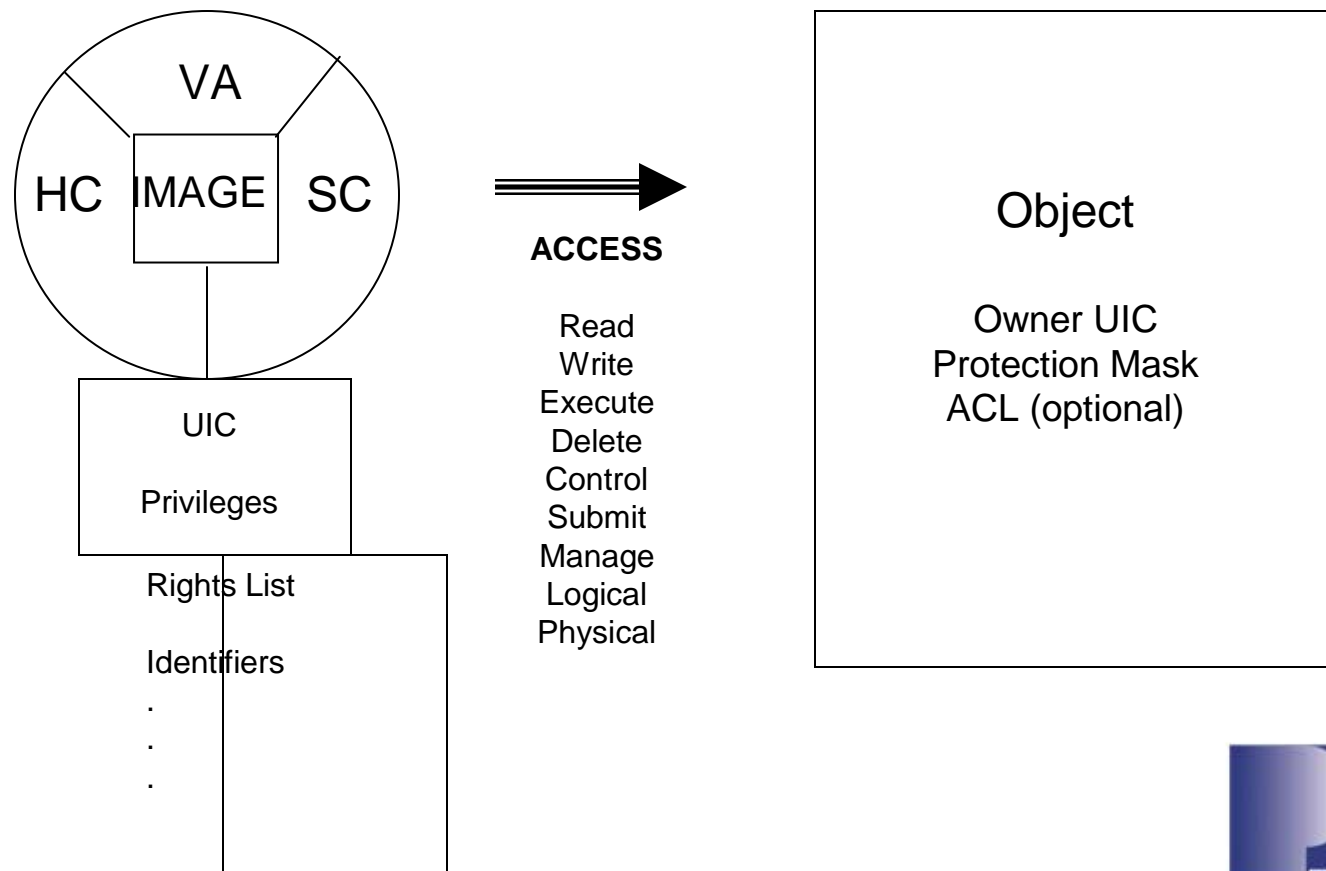 VA
HC IMAGE SC
UIC
Privileges
Rights List
Identifiers
.
.
.
ACCESS
Read
Write
Execute
Delete
Control
Submit
Manage
Logical
Physical
Object
Owner UIC
Protection Mask
ACL (optional)